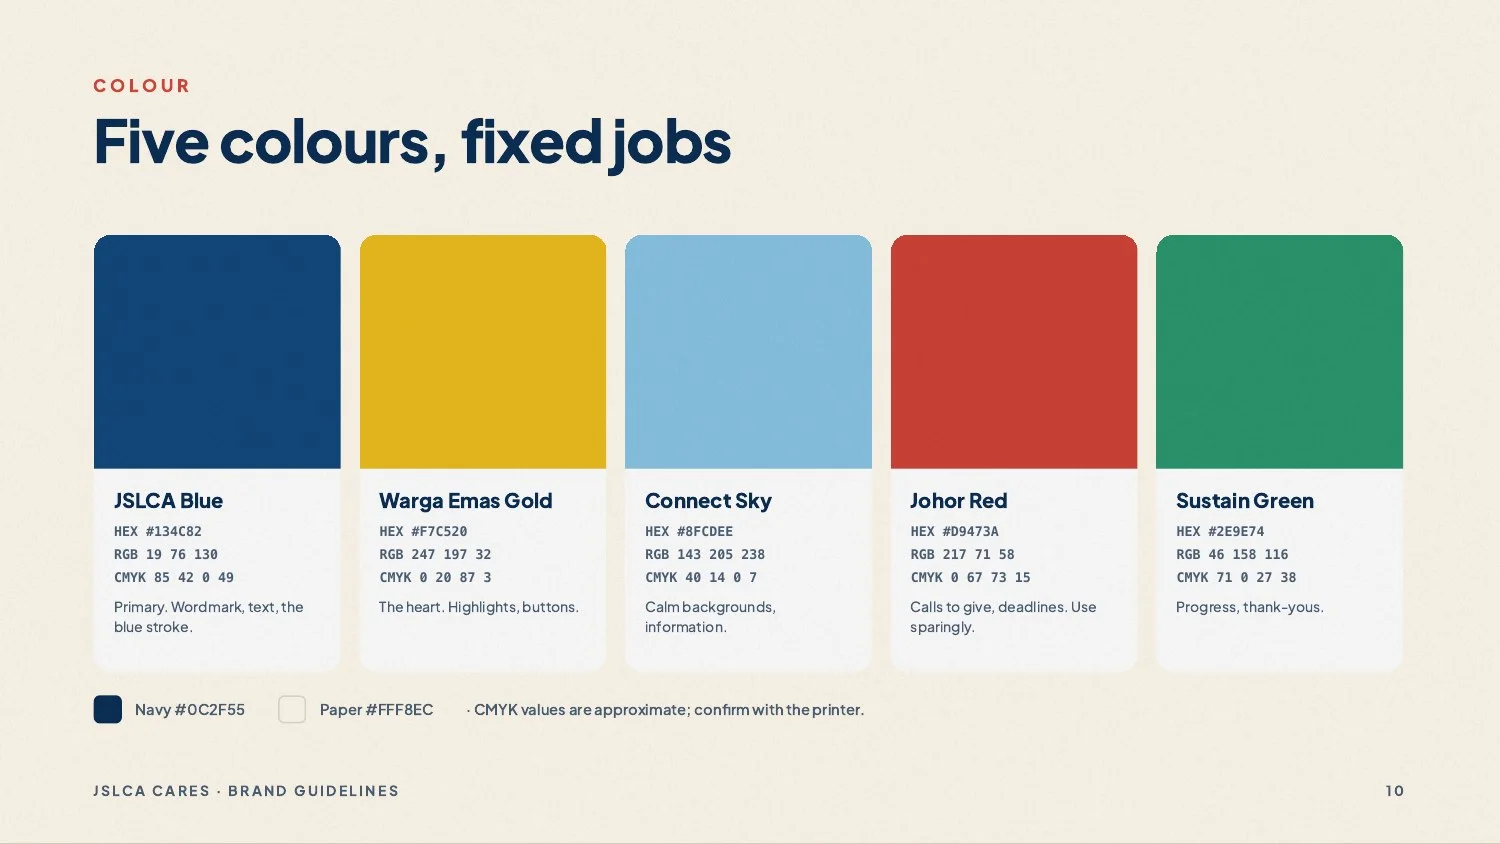 COLOUR
Five colours, fixed jobs
JSLCA Blue
HEX #134C82
RGB 19 76 130
CMYK 85 42 0 49
Primary. Wordmark, text, the
blue stroke.
Warga Emas Gold
HEX #F7C520
RGB 247 197 32
CMYK 0 20 87 3
The heart. Highlights, buttons.
Connect Sky
HEX #8FCDEE
RGB 143 205 238
CMYK 40 14 0 7
Calm backgrounds,
information.
Johor Red
HEX #D9473A
RGB 217 71 58
CMYK 0 67 73 15
Calls to give, deadlines. Use
sparingly.
Sustain Green
HEX #2E9E74
RGB 46 158 116
CMYK 71 0 27 38
Progress, thank-yous.
Navy #0C2F55
Paper #FFF8EC
· CMYK values are approximate; confirm with the printer.
JSLCA CARES · BRAND GUIDELINES
10